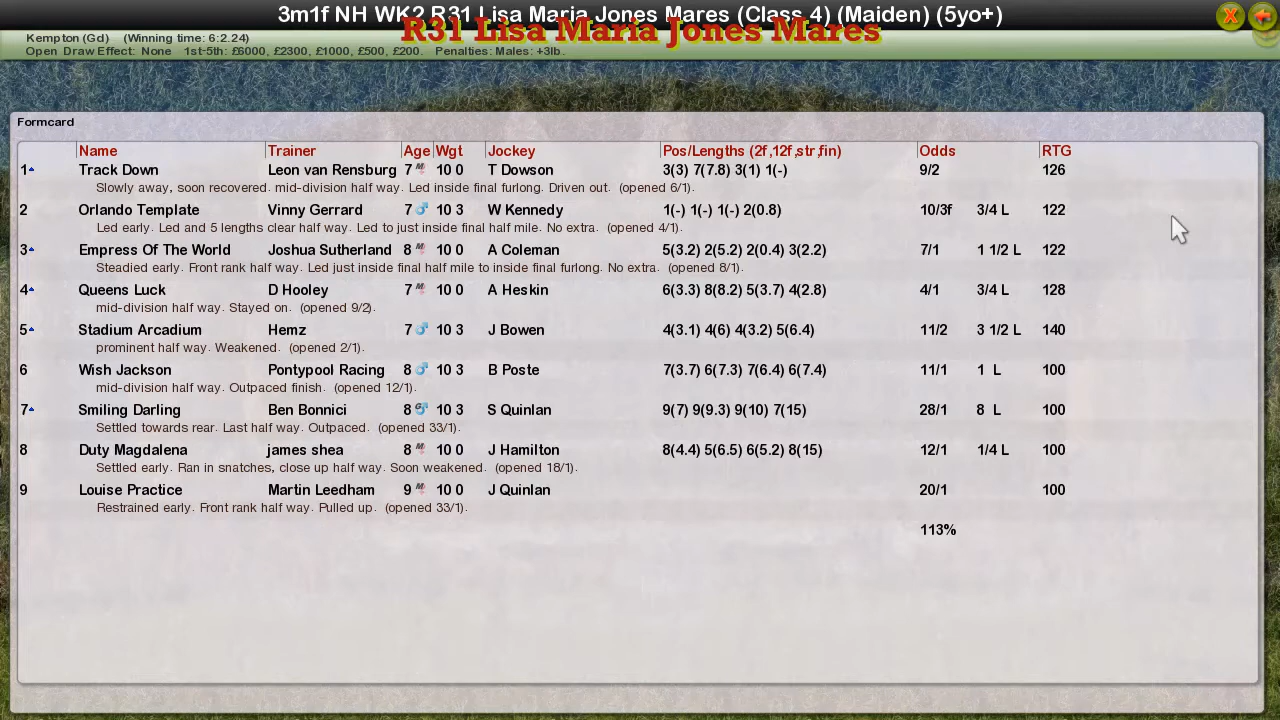 3m1f NH WK2 R31 Lisa Maria Jones Mares (Class 4) (Maiden) (5yo+)
R31 Lisa Maria Jones Mares
Kempton (Gd) (Winning time: 6:2.24)
Open Draw Effect: None 1st-5th: £6000, £2300, £1000, £500, £200. Penalties: Males: +3lb.
Formcard
Name Trainer Age Wgt Jockey Pos/Lengths (2f,12f,str,fin) Odds RTG
1 Track Down Leon van Rensburg 7 10 0 T Dowson 3(3) 7(7.8) 3(1) 1(-) 9/2 126
Slowly away, soon recovered. mid-division half way. Led inside final furlong. Driven out. (opened 6/1).
2 Orlando Template Vinny Gerrard 7 10 3 W Kennedy 1(-) 1(-) 1(-) 2(0.8) 10/3f 3/4 L 122
Led early. Led and 5 lengths clear half way. Led to just inside final half mile. No extra. (opened 4/1).
3 Empress Of The World Joshua Sutherland 8 10 0 A Coleman 5(3.2) 2(5.2) 2(0.4) 3(2.2) 7/1 1 1/2 L 122
Steadied early. Front rank half way. Led just inside final half mile to inside final furlong. No extra. (opened 8/1).
4 Queens Luck D Hooley 7 10 0 A Heskin 6(3.3) 8(8.2) 5(3.7) 4(2.8) 4/1 3/4 L 128
mid-division half way. Stayed on. (opened 9/2).
5 Stadium Arcadium Hemz 7 10 3 J Bowen 4(3.1) 4(6) 4(3.2) 5(6.4) 11/2 3 1/2 L 140
prominent half way. Weakened. (opened 2/1).
6 Wish Jackson Pontypool Racing 8 10 3 B Poste 7(3.7) 6(7.3) 7(6.4) 6(7.4) 11/1 1 L 100
mid-division half way. Outpaced finish. (opened 12/1).
7 Smiling Darling Ben Bonnici 8 10 3 S Quinlan 9(7) 9(9.3) 9(10) 7(15) 28/1 8 L 100
Settled towards rear. Last half way. Outpaced. (opened 33/1).
8 Duty Magdalena james shea 8 10 0 J Hamilton 8(4.4) 5(6.5) 6(5.2) 8(15) 12/1 1/4 L 100
Settled early. Ran in snatches, close up half way. Soon weakened. (opened 18/1).
9 Louise Practice Martin Leedham 9 10 0 J Quinlan 20/1 100
Restrained early. Front rank half way. Pulled up. (opened 33/1).
113%